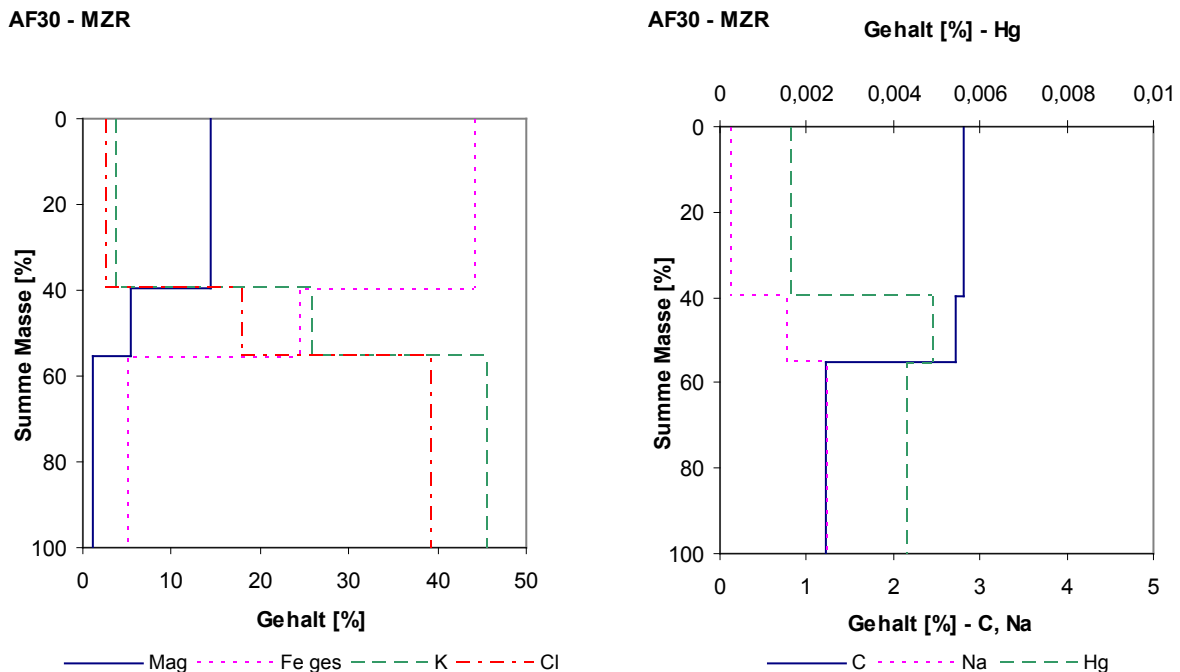 AF30 - MZR
0
20
40
60
80
100
Summe Masse [%]
0 10 20 30 40 50
Gehalt [%]
Mag Fe ges K Cl
AF30 - MZR
Gehalt [%] - Hg
0 0,002 0,004 0,006 0,008 0,01
0
20
40
60
80
100
Summe Masse [%]
0 1 2 3 4 5
Gehalt [%] - C, Na
C Na Hg